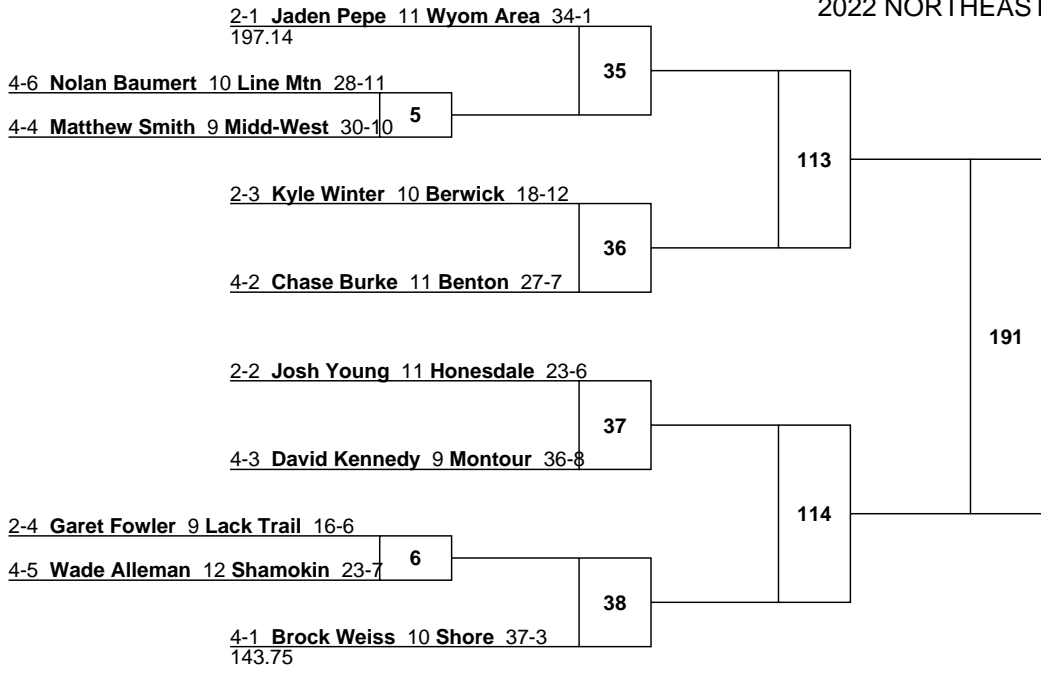 2022 NORTHEAST
2-1 Jaden Pepe 11 Wyom Area 34-1
197.14
35
4-6 Nolan Baumert 10 Line Mtn 28-11
5
4-4 Matthew Smith 9 Midd-West 30-10
113
2-3 Kyle Winter 10 Berwick 18-12
36
4-2 Chase Burke 11 Benton 27-7
191
2-2 Josh Young 11 Honesdale 23-6
37
4-3 David Kennedy 9 Montour 36-8
114
2-4 Garet Fowler 9 Lack Trail 16-6
6
4-5 Wade Alleman 12 Shamokin 23-7
38
4-1 Brock Weiss 10 Shore 37-3
143.75